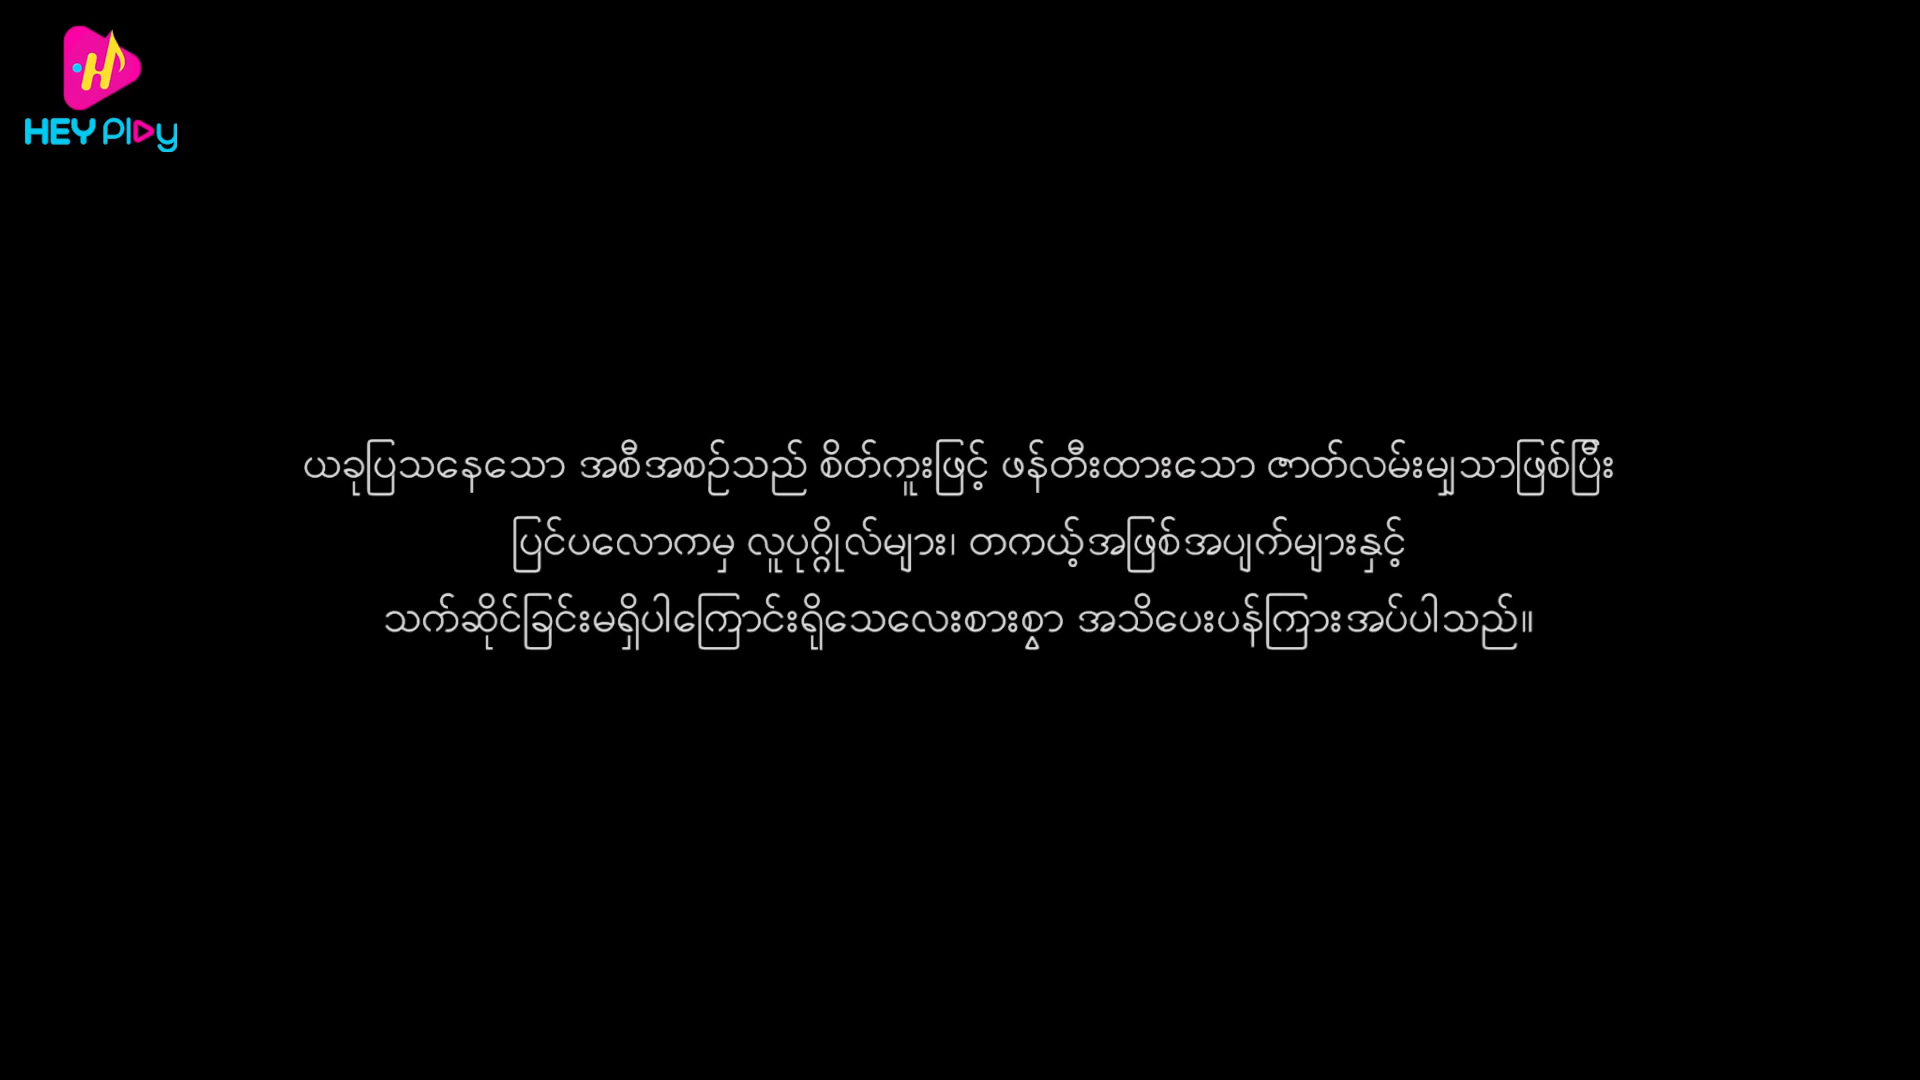 HEY Play
ယခုပြသနေသော အစီအစဉ်သည် စိတ်ကူးဖြင့် ဖန်တီးထားသော ဇာတ်လမ်းမျှသာဖြစ်ပြီး
ပြင်ပလောကမှ လူပုဂ္ဂိုလ်များ၊ တကယ့်အဖြစ်အပျက်များနှင့်
သက်ဆိုင်ခြင်းမရှိပါကြောင်းရိုသေလေးစားစွာ အသိပေးပန်ကြားအပ်ပါသည်။